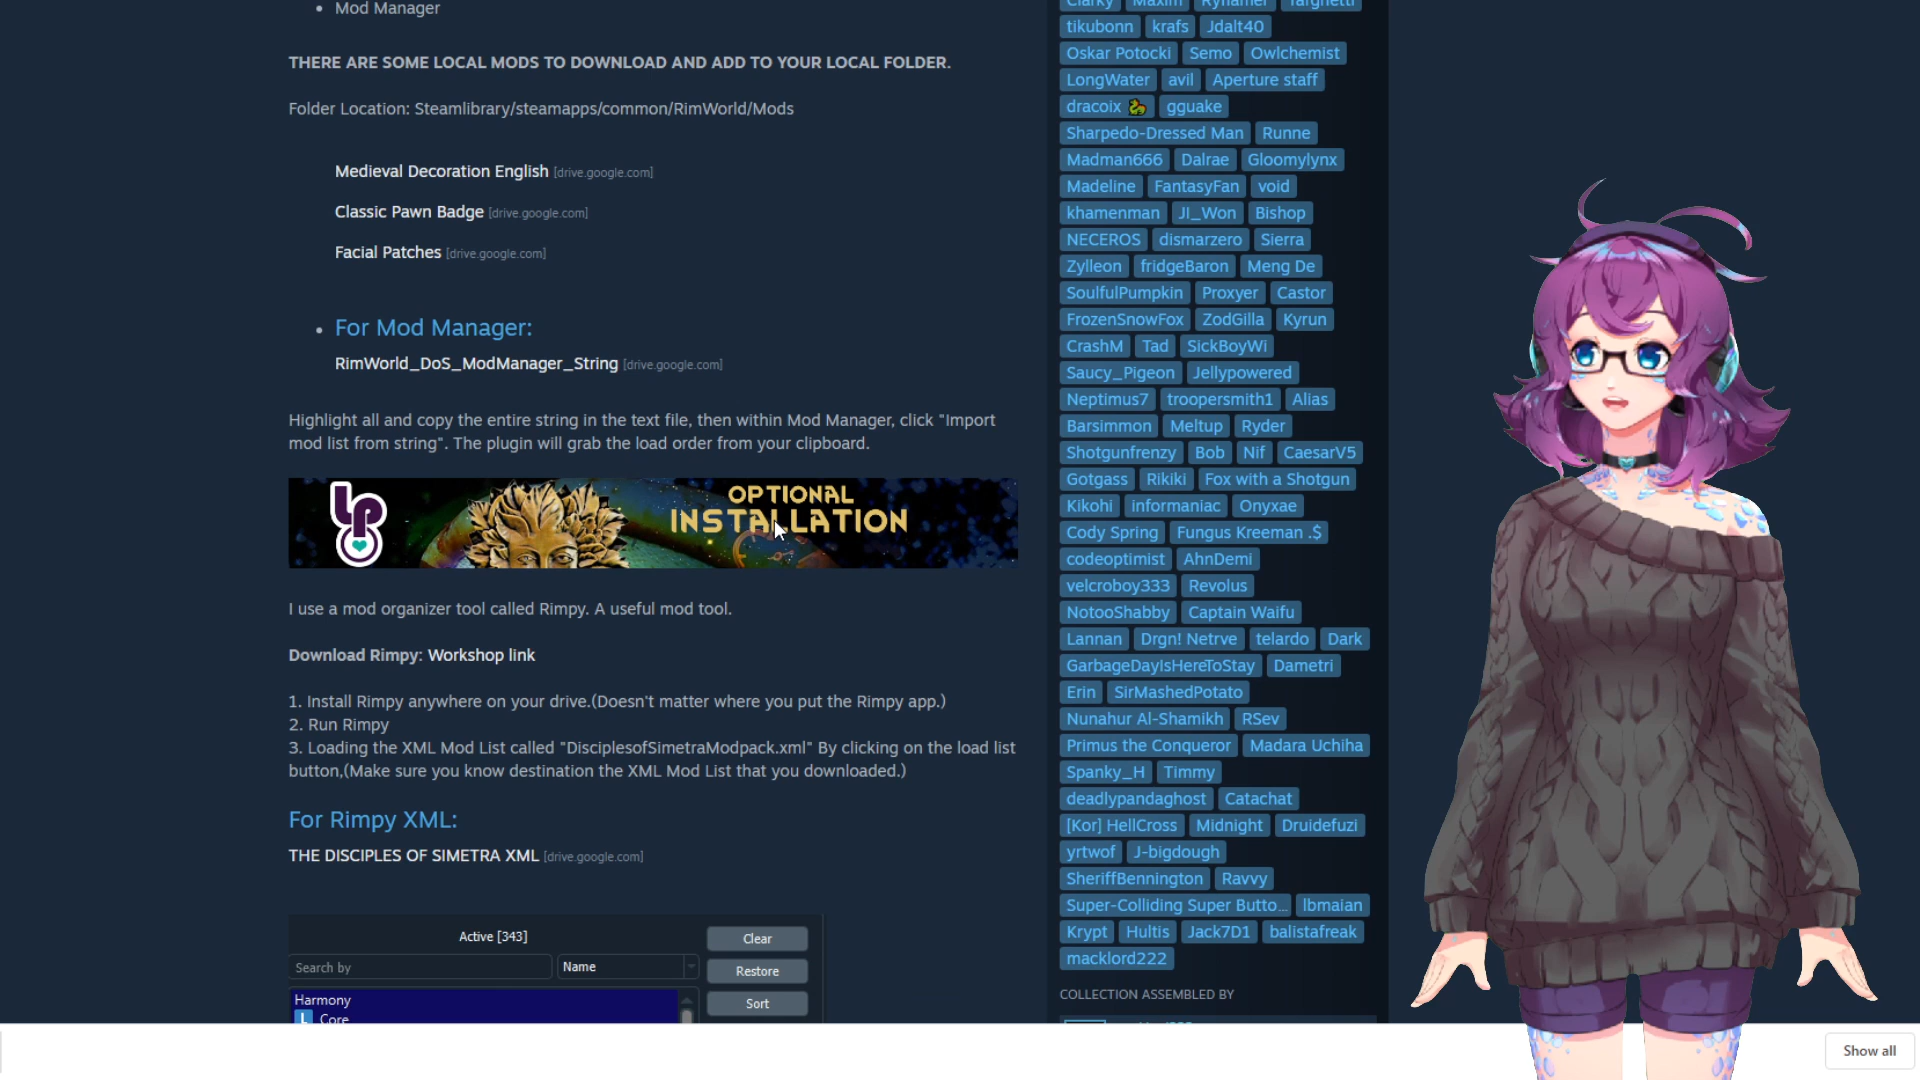 Mod Manager
THERE ARE SOME LOCAL MODS TO DOWNLOAD AND ADD TO YOUR LOCAL FOLDER.
Folder Location: Steamlibrary/steamapps/common/RimWorld/Mods
Medieval Decoration English [drive.google.com]
Classic Pawn Badge [drive.google.com]
Facial Patches [drive.google.com]
For Mod Manager:
RimWorld_DoS_ModManager_String [drive.google.com]
Highlight all and copy the entire string in the text file, then within Mod Manager, click "Import
mod list from string". The plugin will grab the load order from your clipboard.
LP
OPTIONAL
INSTALLATION
I use a mod organizer tool called Rimpy. A useful mod tool.
Download Rimpy: Workshop link
1. Install Rimpy anywhere on your drive.(Doesn't matter where you put the Rimpy app.)
2. Run Rimpy
3. Loading the XML Mod List called "DisciplesofSimetraModpack.xml" By clicking on the load list
button,(Make sure you know destination the XML Mod List that you downloaded.)
For Rimpy XML:
THE DISCIPLES OF SIMETRA XML [drive.google.com]
Active [343]
Clear
Search by
Name
Restore
Harmony
Sort
L Core
Clarky Maxim Rynamer Targhetti
tikubonn krafs Jdalt40
Oskar Potocki Semo Owlchemist
LongWater avil Aperture staff
dracoix gguake
Sharpedo-Dressed Man Runne
Madman666 Dalrae Gloomylynx
Madeline FantasyFan void
khamenman JI_Won Bishop
NECEROS dismarzero Sierra
Zylleon fridgeBaron Meng De
SoulfulPumpkin Proxyer Castor
FrozenSnowFox ZodGilla Kyrun
CrashM Tad SickBoyWi
Saucy_Pigeon Jellypowered
Neptimus7 troopersmith1 Alias
Barsimmon Meltup Ryder
Shotgunfrenzy Bob Nif CaesarV5
Gotgass Rikiki Fox with a Shotgun
Kikohi informaniac Onyxae
Cody Spring Fungus Kreeman .$
codeoptimist AhnDemi
velcroboy333 Revolus
NotooShabby Captain Waifu
Lannan Drgn! Netrve telardo Dark
GarbageDayIsHereToStay Dametri
Erin SirMashedPotato
Nunahur Al-Shamikh RSev
Primus the Conqueror Madara Uchiha
Spanky_H Timmy
deadlypandaghost Catachat
[Kor] HellCross Midnight Druidefuzi
yrtwof J-bigdough
SheriffBennington Ravvy
Super-Colliding Super Butto...  lbmaian
Krypt Hultis Jack7D1 balistafreak
macklord222
COLLECTION ASSEMBLED BY
Show all